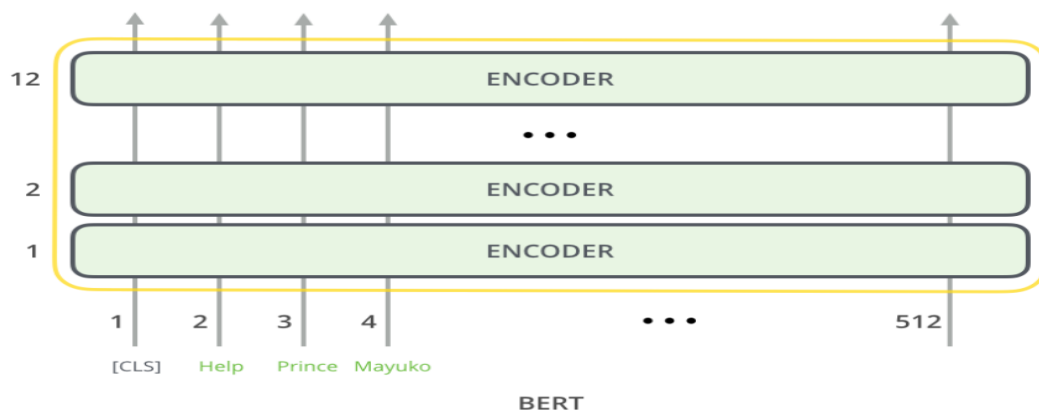 12 ENCODER
...
2 ENCODER
1 ENCODER
1 2 3 4 ... 512
[CLS] Help Prince Mayuko
BERT